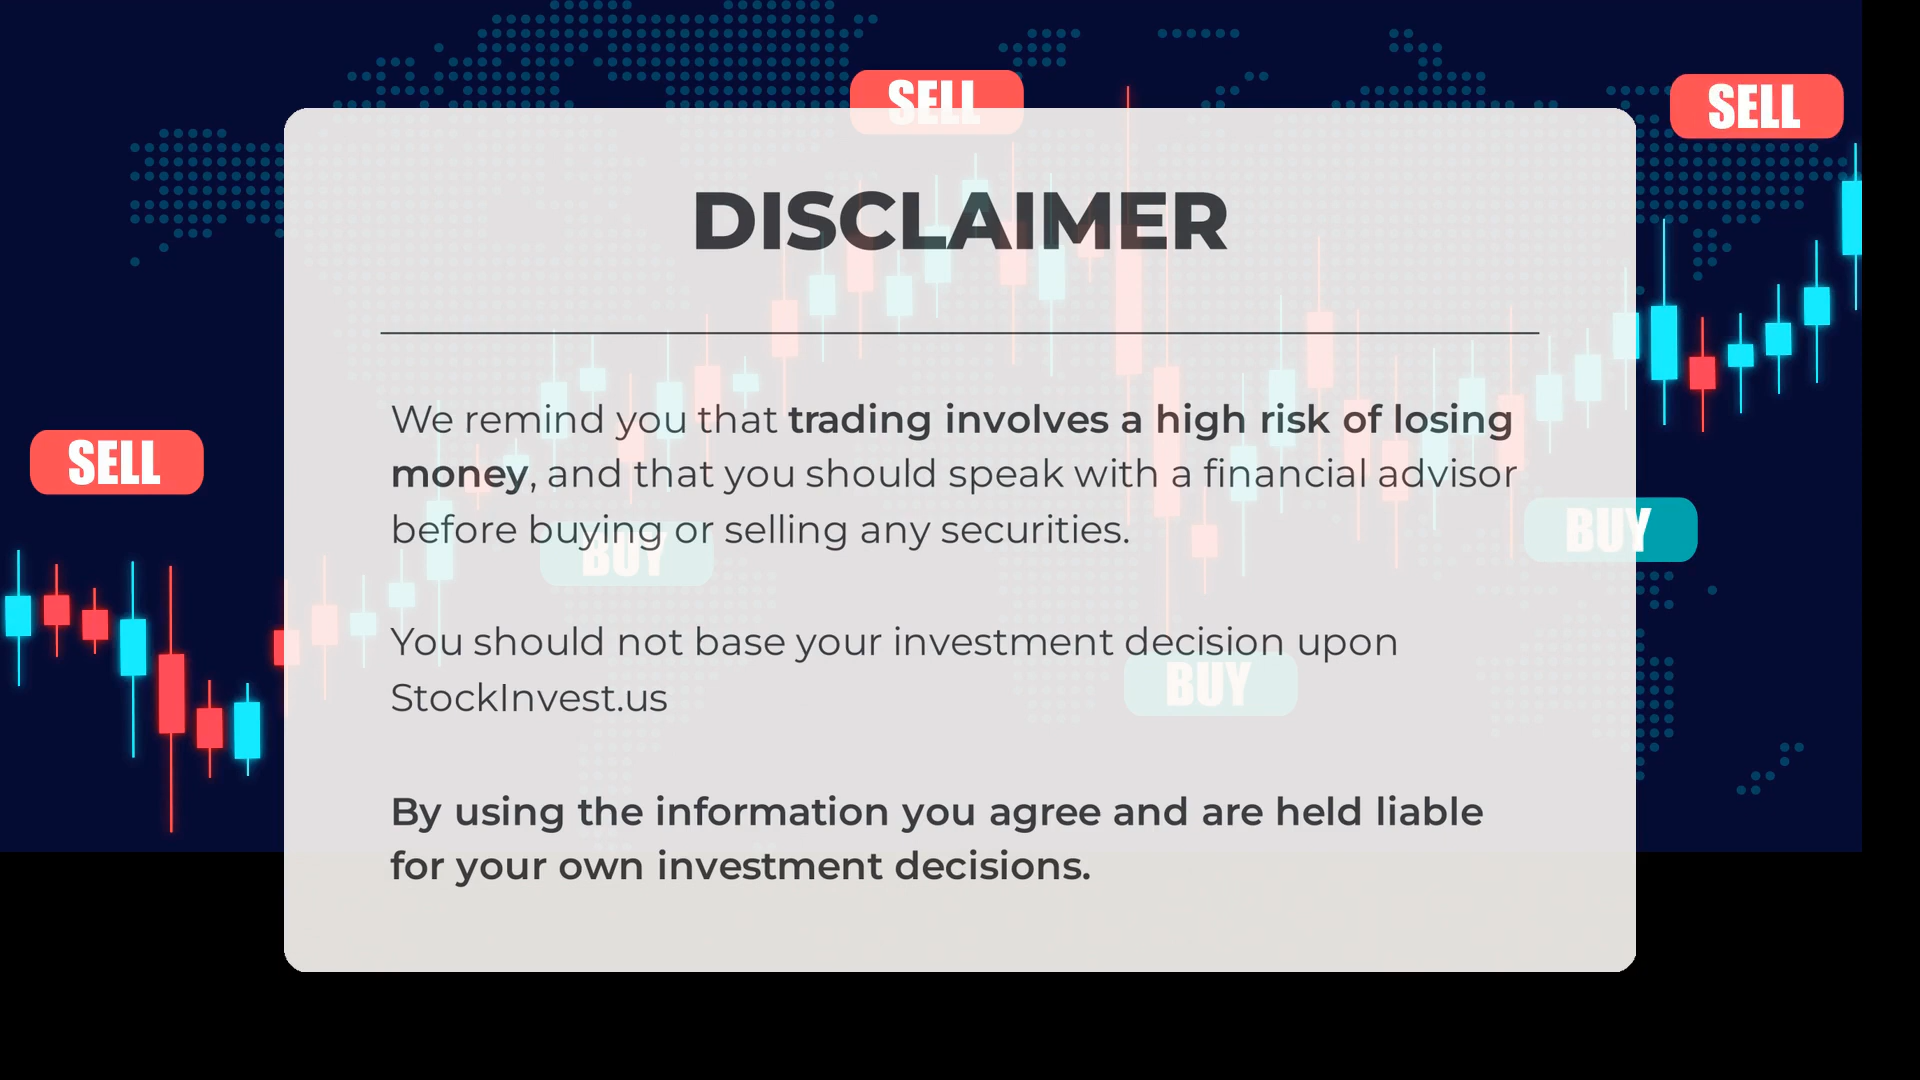 SELL
SELL
DISCLAIMER
We remind you that trading involves a high risk of losing
money, and that you should speak with a financial advisor
before buying or selling any securities.
SELL
BUY
BUY
You should not base your investment decision upon
StockInvest.us
BUY
By using the information you agree and are held liable
for your own investment decisions.